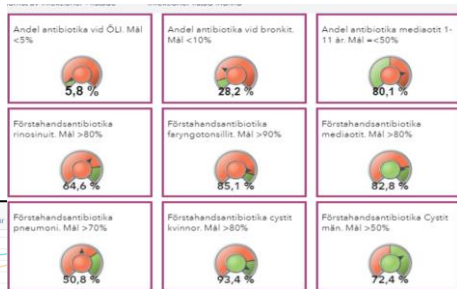 Andel antibiotika vid ÖLI. Mål
<5%
5,8 %
Andel antibiotika vid bronkit.
Mål <10%
28,2 %
Andel antibiotika mediaotit 1-
11 år. Mål =<50%
80,1 %
Förstahandsantibiotika
rinosinuit. Mål >80%
64,6 %
Förstahandsantibiotika
faryngotonsillit. Mål >90%
85,1 %
Förstahandsantibiotika
mediaotit. Mål >80%
82,8 %
Förstahandsantibiotika
pneumoni. Mål >70%
50,8 %
Förstahandsantibiotika cystit
kvinnor. Mål >80%
93,4 %
Förstahandsantibiotika Cystit
män. Mål >50%
72,4 %